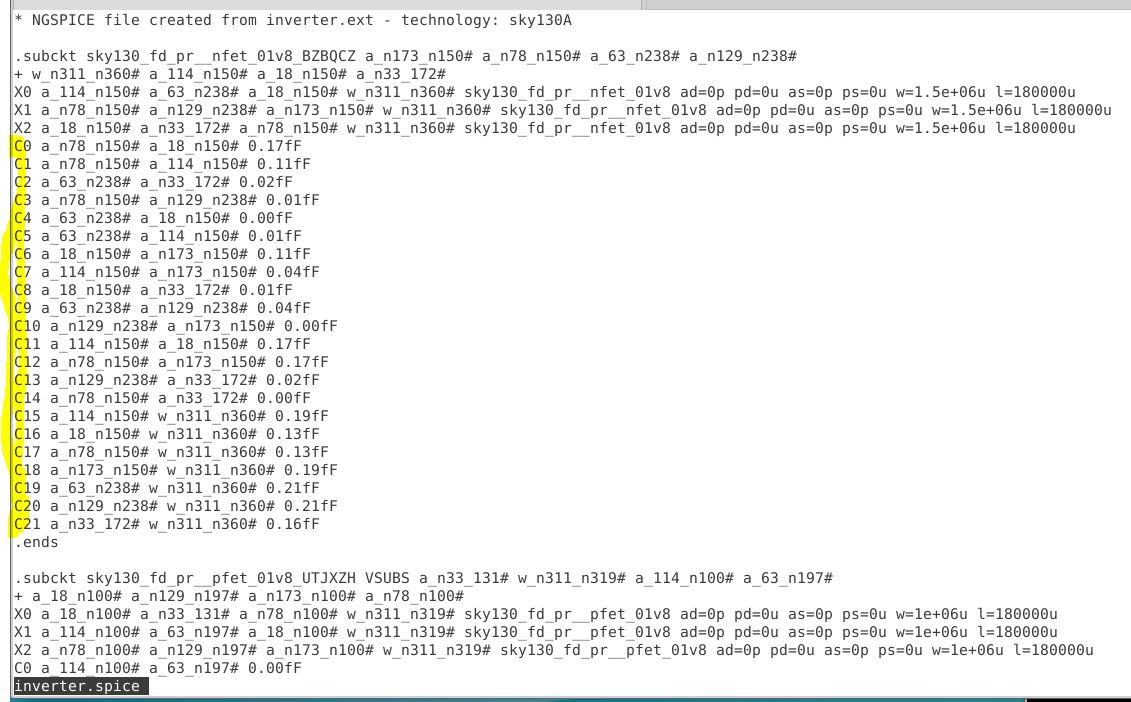 * NGSPICE file created from inverter.ext - technology: sky130A
.subckt sky130_fd_pr__nfet_01v8_BZBQCZ a_n173_n150# a_n78_n150# a_63_n238# a_n129_n238#
+ w_n311_n360# a_114_n150# a_18_n150# a_n33_172#
X0 a_114_n150# a_63_n238# a_18_n150# w_n311_n360# sky130_fd_pr__nfet_01v8 ad=0p pd=0u as=0p ps=0u w=1.5e+06u l=180000u
X1 a_n78_n150# a_n129_n238# a_n173_n150# w_n311_n360# sky130_fd_pr__nfet_01v8 ad=0p pd=0u as=0p ps=0u w=1.5e+06u l=180000u
X2 a_18_n150# a_n33_172# a_n78_n150# w_n311_n360# sky130_fd_pr__nfet_01v8 ad=0p pd=0u as=0p ps=0u w=1.5e+06u l=180000u
C0 a_n78_n150# a_18_n150# 0.17fF
C1 a_n78_n150# a_114_n150# 0.11fF
C2 a_63_n238# a_n33_172# 0.02fF
C3 a_n78_n150# a_n129_n238# 0.01fF
C4 a_63_n238# a_18_n150# 0.00fF
C5 a_63_n238# a_114_n150# 0.01fF
C6 a_18_n150# a_n173_n150# 0.11fF
C7 a_114_n150# a_n173_n150# 0.04fF
C8 a_18_n150# a_n33_172# 0.01fF
C9 a_63_n238# a_n129_n238# 0.04fF
C10 a_n129_n238# a_n173_n150# 0.00fF
C11 a_114_n150# a_18_n150# 0.17fF
C12 a_n78_n150# a_n173_n150# 0.17fF
C13 a_n129_n238# a_n33_172# 0.02fF
C14 a_n78_n150# a_n33_172# 0.00fF
C15 a_114_n150# w_n311_n360# 0.19fF
C16 a_18_n150# w_n311_n360# 0.13fF
C17 a_n78_n150# w_n311_n360# 0.13fF
C18 a_n173_n150# w_n311_n360# 0.19fF
C19 a_63_n238# w_n311_n360# 0.21fF
C20 a_n129_n238# w_n311_n360# 0.21fF
C21 a_n33_172# w_n311_n360# 0.16fF
.ends
.subckt sky130_fd_pr__pfet_01v8_UTJXZH VSUBS a_n33_131# w_n311_n319# a_114_n100# a_63_n197#
+ a_18_n100# a_n129_n197# a_n173_n100# a_n78_n100#
X0 a_18_n100# a_n33_131# a_n78_n100# w_n311_n319# sky130_fd_pr__pfet_01v8 ad=0p pd=0u as=0p ps=0u w=1e+06u l=180000u
X1 a_114_n100# a_63_n197# a_18_n100# w_n311_n319# sky130_fd_pr__pfet_01v8 ad=0p pd=0u as=0p ps=0u w=1e+06u l=180000u
X2 a_n78_n100# a_n129_n197# a_n173_n100# w_n311_n319# sky130_fd_pr__pfet_01v8 ad=0p pd=0u as=0p ps=0u w=1e+06u l=180000u
C0 a_114_n100# a_63_n197# 0.00fF
inverter.spice